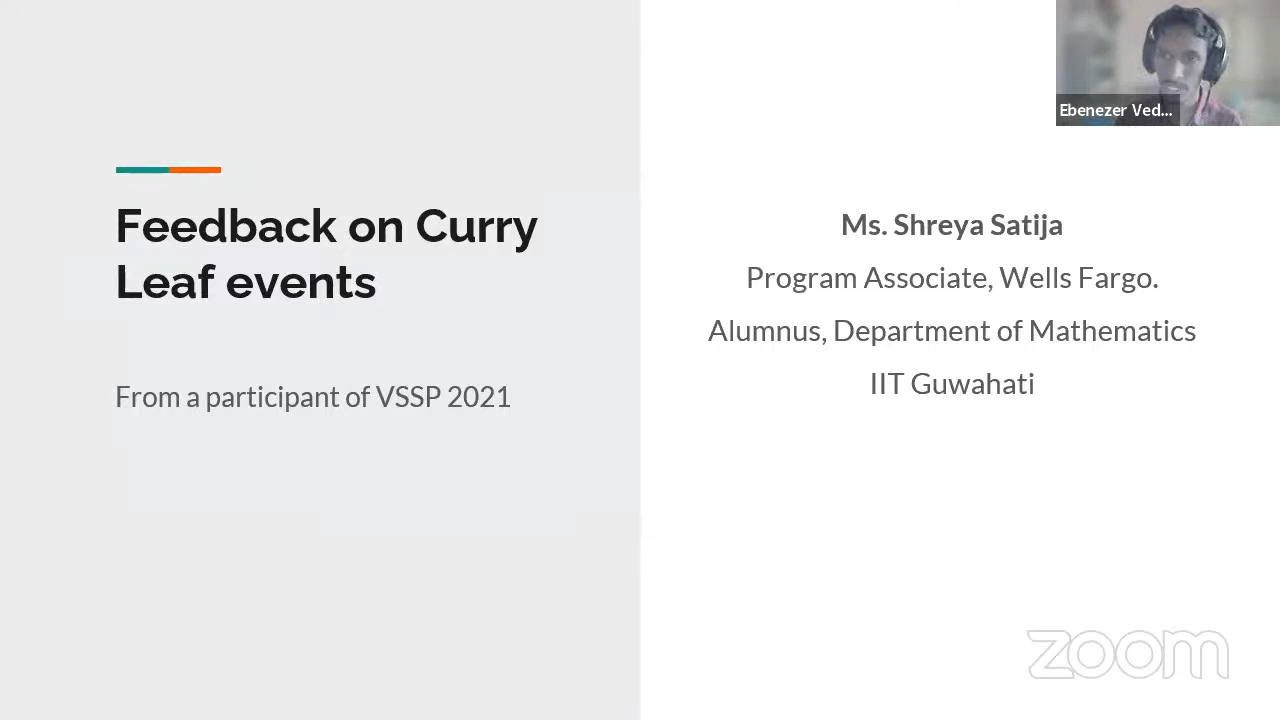 Feedback on Curry
Leaf events
From a participant of VSSP 2021
Ms. Shreya Satija
Program Associate, Wells Fargo.
Alumnus, Department of Mathematics
IIT Guwahati
Ebenezer Ved...
zoom